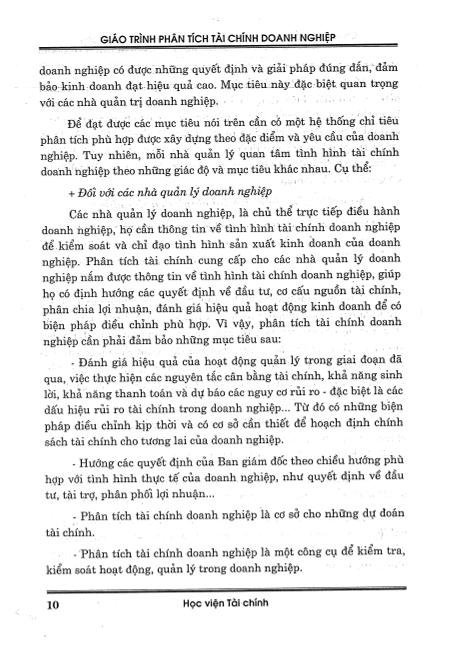 GIÁO TRÌNH PHÂN TÍCH TÀI CHÍNH DOANH NGHIỆP
doanh nghiệp có được những quyết định và giải pháp đúng đắn, đảm
bảo kinh doanh đạt hiệu quả cao. Mục tiêu này đặc biệt quan trọng
với các nhà quản trị doanh nghiệp.
Để đạt được các mục tiêu nói trên cần có một hệ thống chỉ tiêu
phân tích phù hợp được xây dựng theo đặc điểm và yêu cầu của doanh
nghiệp. Tuy nhiên, mỗi nhà quản lý quan tâm tình hình tài chính
doanh nghiệp theo những giác độ và mục tiêu khác nhau. Cụ thể:
+ Đối với các nhà quản lý doanh nghiệp
Các nhà quản lý doanh nghiệp, là chủ thể trực tiếp điều hành
doanh nghiệp, họ cần thông tin về tình hình tài chính doanh nghiệp
để kiểm soát và chỉ đạo tình hình sản xuất kinh doanh của doanh
nghiệp. Phân tích tài chính cung cấp cho các nhà quản lý doanh
nghiệp nắm được thông tin về tình hình tài chính doanh nghiệp, giúp
họ có định hướng các quyết định về đầu tư, cơ cấu nguồn tài chính,
phân chia lợi nhuận, đánh giá hiệu quả hoạt động kinh doanh để có
biện pháp điều chỉnh phù hợp. Vì vậy, phân tích tài chính doanh
nghiệp cần phải đảm bảo những mục tiêu sau:
- Đánh giá hiệu quả của hoạt động quản lý trong giai đoạn đã
qua, việc thực hiện các nguyên tắc cân bằng tài chính, khả năng sinh
lời, khả năng thanh toán và dự báo các nguy cơ rủi ro - đặc biệt là các
dấu hiệu rủi ro tài chính trong doanh nghiệp... Từ đó có những biện
pháp điều chỉnh kịp thời và có cơ sở cần thiết để hoạch định chính
sách tài chính cho tương lai của doanh nghiệp.
- Hướng các quyết định của Ban giám đốc theo chiều hướng phù
hợp với tình hình thực tế của doanh nghiệp, như quyết định về đầu
tư, tài trợ, phân phối lợi nhuận...
- Phân tích tài chính doanh nghiệp là cơ sở cho những dự đoán
tài chính.
- Phân tích tài chính doanh nghiệp là một công cụ để kiểm tra,
kiểm soát hoạt động, quản lý trong doanh nghiệp.
10 Học viện Tài chính